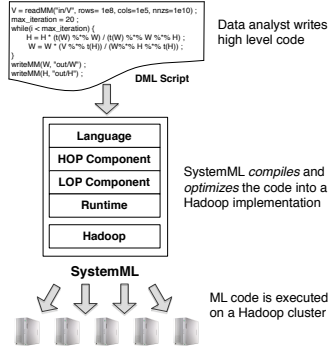 V = readMM("in/V", rows= 1e8, cols=1e5, nnzs=1e10) ;
max_iteration = 20 ;
while(i < max_iteration) {
H = H * (t(W) %*% W) / (t(W) %*% W %*% H) ;
W = W * (V %*% t(H)) / (W%*% H %*% t(H)) ;
}
writeMM(W, "out/W") ;
writeMM(H, "out/H") ;
DML Script
Data analyst writes
high level code
Language
HOP Component
LOP Component
Runtime
Hadoop
SystemML
SystemML compiles and
optimizes the code into a
Hadoop implementation
ML code is executed
on a Hadoop cluster